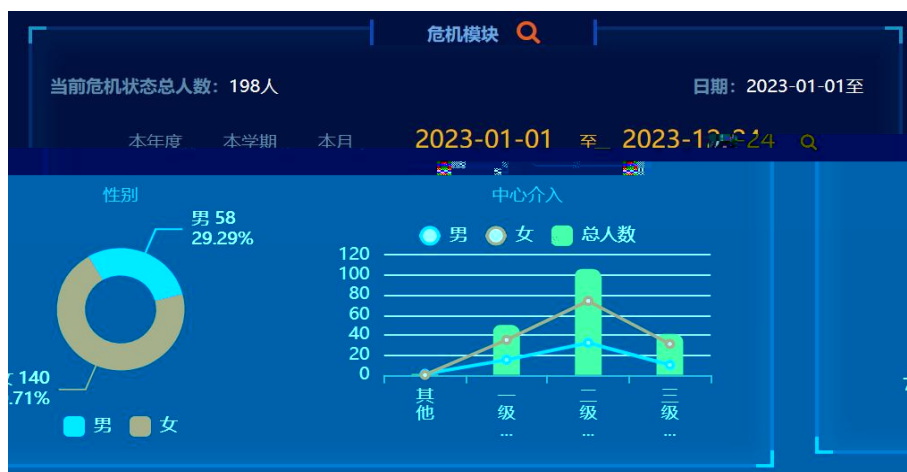 危机模块
当前危机状态总人数：198人
日期：2023-01-01至
本年度 本学期 本月 2023-01-01 至 2023-1 -24
性别
男 58
29.29%
140
.71%
男 女
中心介入
男 女 总人数
120
100
80
60
40
20
0
其他
一级...
二级...
三级...